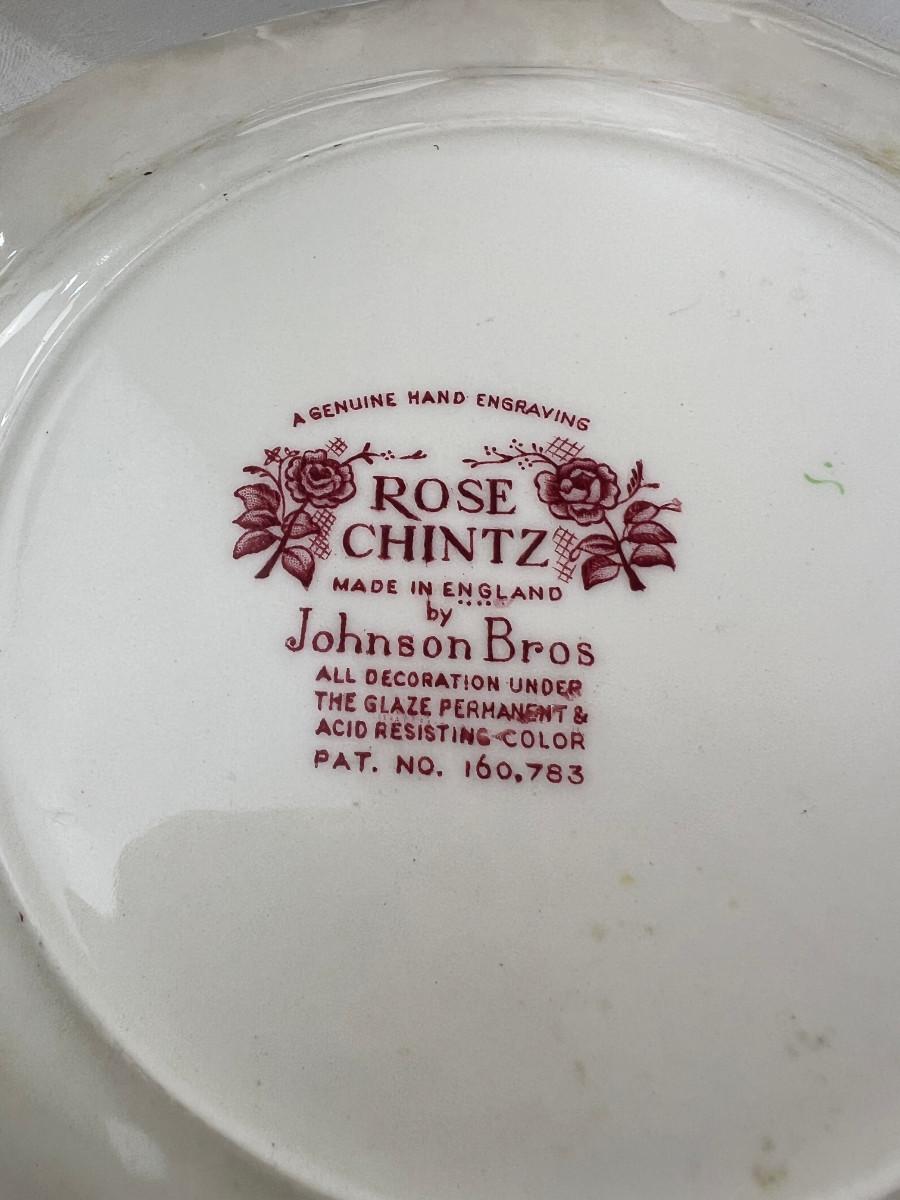 A GENUINE HAND ENGRAVING
ROSE
CHINTZ
MADE IN ENGLAND
by
Johnson Bros
ALL DECORATION UNDER
THE GLAZE PERMANENT &
ACID RESISTING COLOR
PAT. NO. 160,783